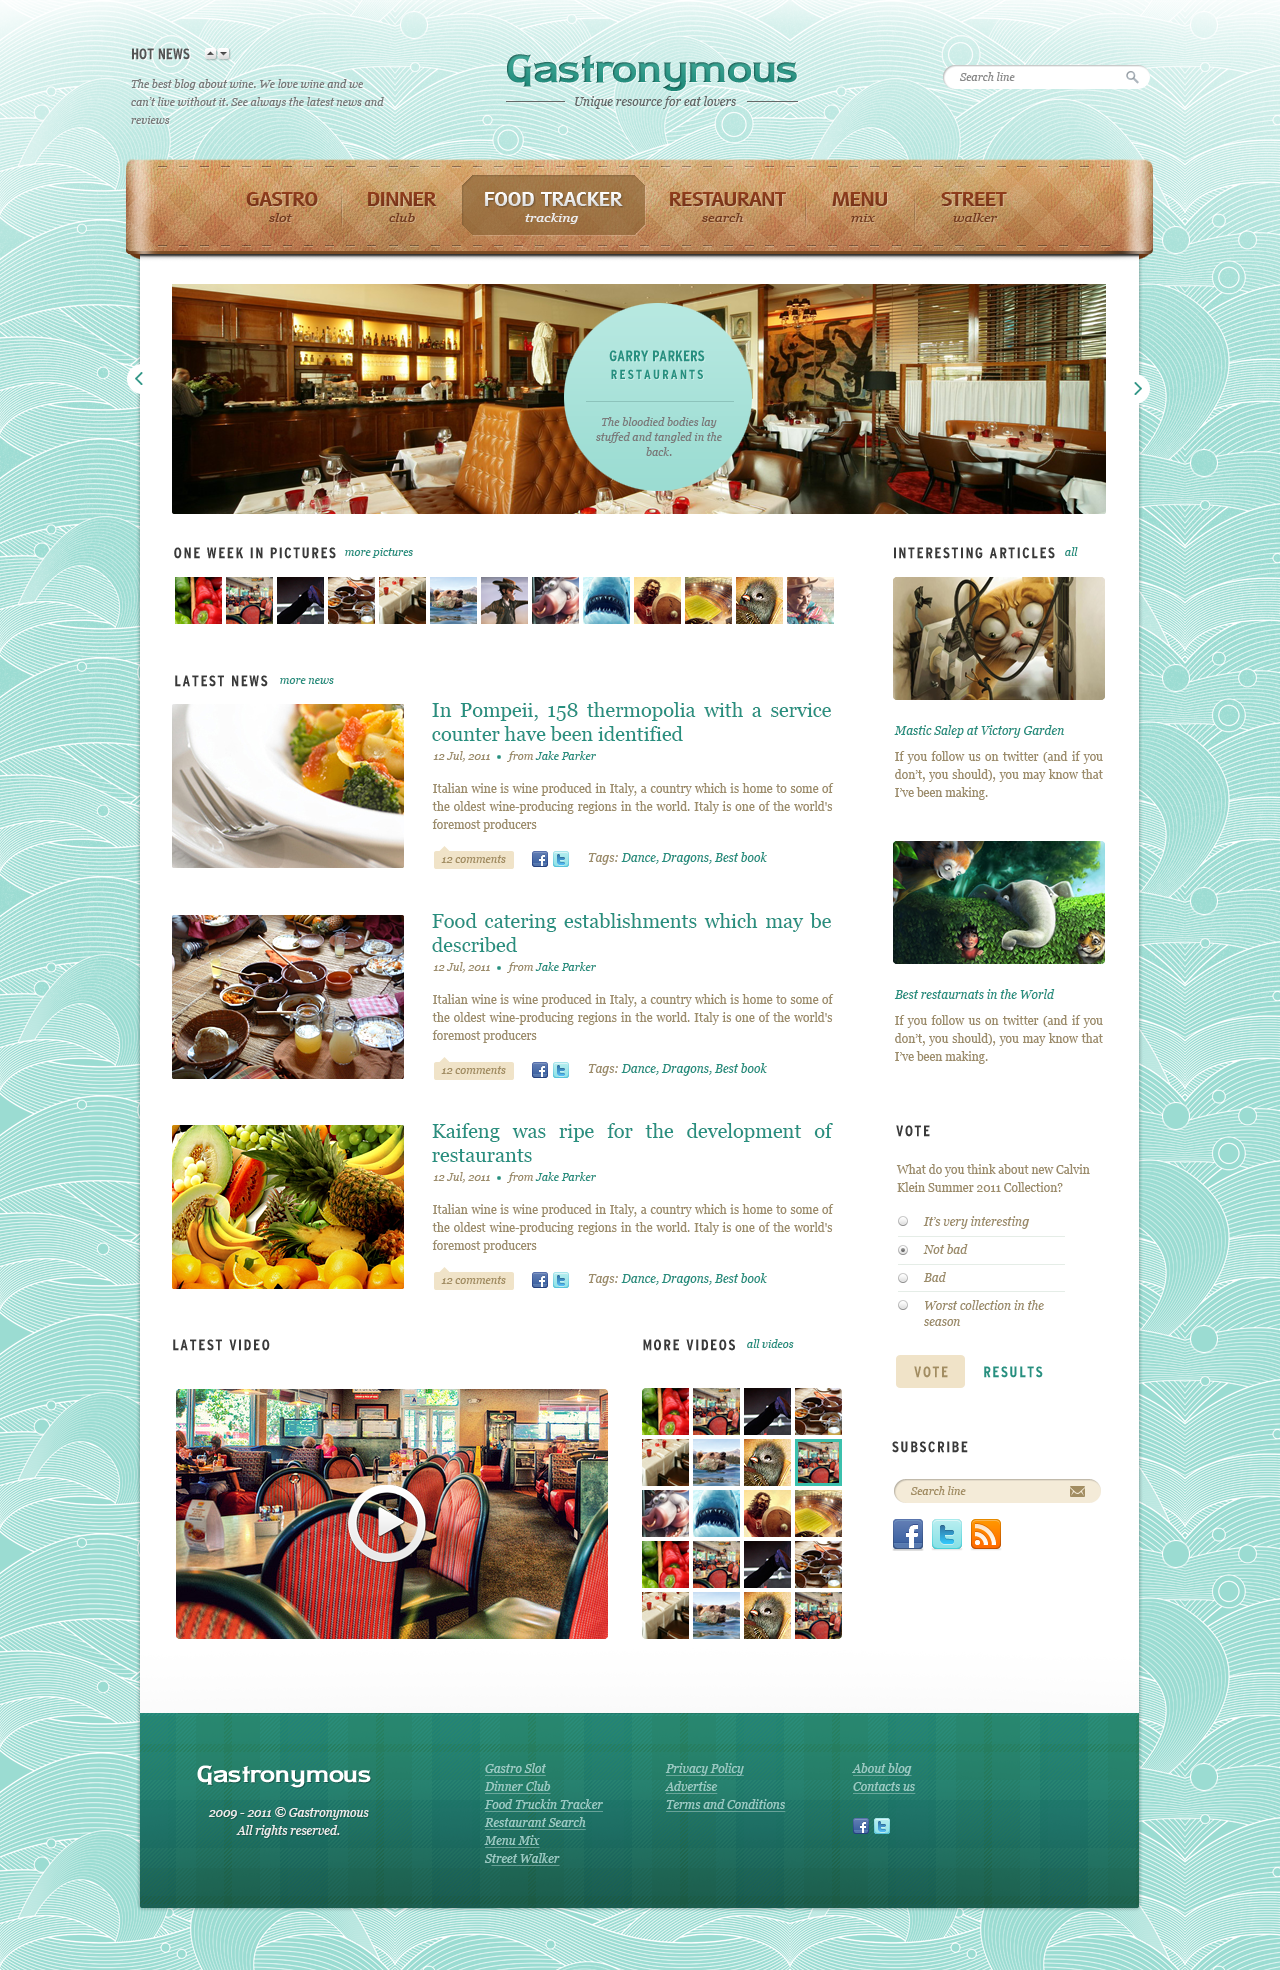 HOT NEWS
The best blog about wine. We love wine and we
can't live without it. See always the latest news and
reviews
Gastronymous
Unique resource for eat lovers
Search line
GASTRO
slot
DINNER
club
FOOD TRACKER
tracking
RESTAURANT
search
MENU
mix
STREET
walker
GARRY PARKERS
RESTAURANTS
The bloodied bodies lay
stuffed and tangled in the
back.
ONE WEEK IN PICTURES more pictures
LATEST NEWS more news
In Pompeii, 158 thermopolia with a service
counter have been identified
12 Jul, 2011 • from Jake Parker
Italian wine is wine produced in Italy, a country which is home to some of
the oldest wine-producing regions in the world. Italy is one of the world's
foremost producers
12 comments
Tags: Dance, Dragons, Best book
Food catering establishments which may be
described
12 Jul, 2011 • from Jake Parker
Italian wine is wine produced in Italy, a country which is home to some of
the oldest wine-producing regions in the world. Italy is one of the world's
foremost producers
12 comments
Tags: Dance, Dragons, Best book
Kaifeng was ripe for the development of
restaurants
12 Jul, 2011 • from Jake Parker
Italian wine is wine produced in Italy, a country which is home to some of
the oldest wine-producing regions in the world. Italy is one of the world's
foremost producers
12 comments
Tags: Dance, Dragons, Best book
LATEST VIDEO
MORE VIDEOS all videos
INTERESTING ARTICLES all
Mastic Salep at Victory Garden
If you follow us on twitter (and if you
don't, you should), you may know that
I've been making.
Best restaurnats in the World
If you follow us on twitter (and if you
don't, you should), you may know that
I've been making.
VOTE
What do you think about new Calvin
Klein Summer 2011 Collection?
It's very interesting
Not bad
Bad
Worst collection in the
season
VOTE
RESULTS
SUBSCRIBE
Search line
Gastronymous
2009 - 2011 © Gastronymous
All rights reserved.
Gastro Slot
Dinner Club
Food Truckin Tracker
Restaurant Search
Menu Mix
Street Walker
Privacy Policy
Advertise
Terms and Conditions
About blog
Contacts us